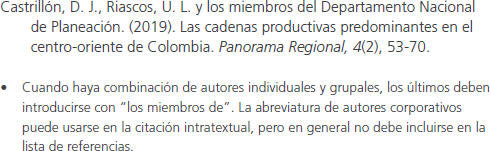 Castrillón, D. J., Riascos, U. L. y los miembros del Departamento Nacional
de Planeación. (2019). Las cadenas productivas predominantes en el
centro-oriente de Colombia. Panorama Regional, 4(2), 53-70.
• Cuando haya combinación de autores individuales y grupales, los últimos deben
introducirse con “los miembros de”. La abreviatura de autores corporativos
puede usarse en la citación intratextual, pero en general no debe incluirse en la
lista de referencias.